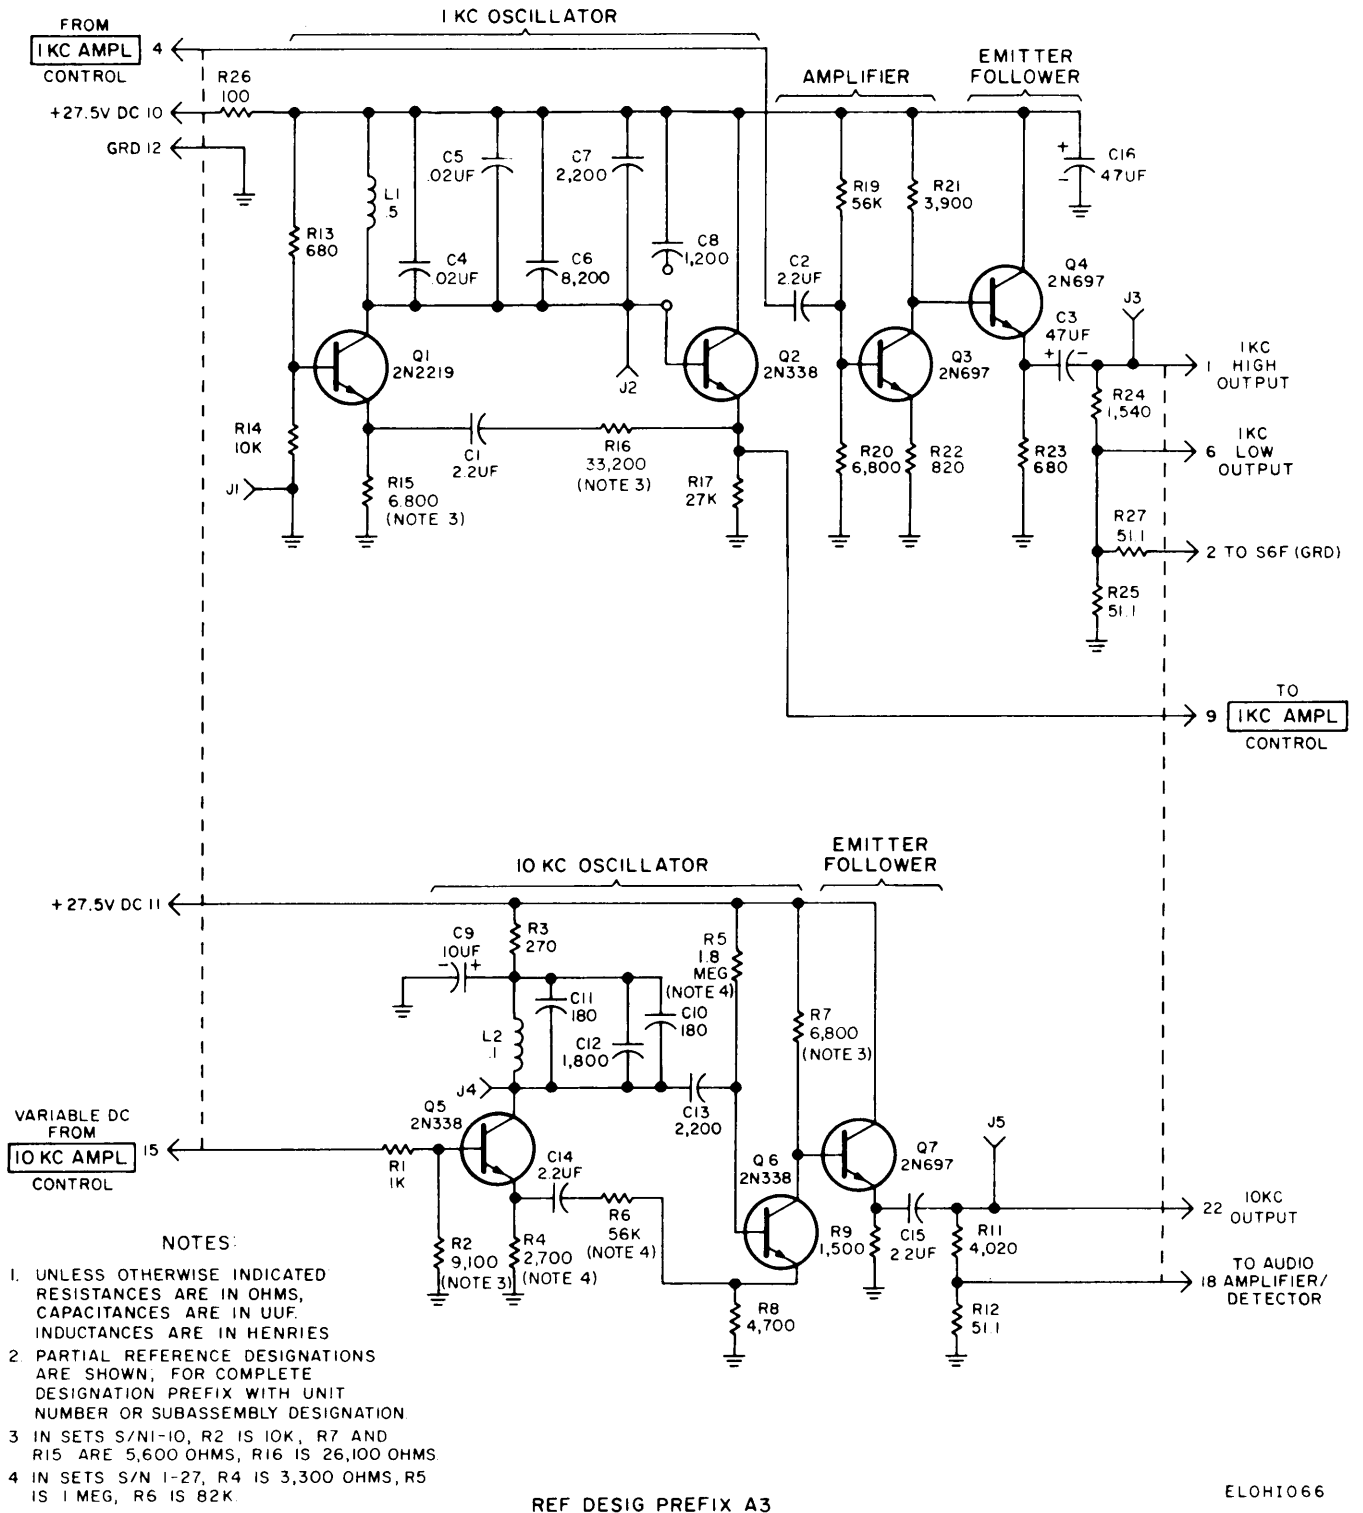 1 KC OSCILLATOR
FROM
1 KC AMPL
4
CONTROL
R26
100
+27.5V DC 10
GRD 12
AMPLIFIER
EMITTER
FOLLOWER
C5
.02UF
C7
2,200
L1
.5
R13
680
C4
.02UF
C6
8,200
C8
1,200
R19
56K
R21
3,900
+
-
C16
47UF
C2
2.2UF
Q4
2N697
J3
C3
47UF
+ -
Q1
2N2219
J2
Q2
2N338
Q3
2N697
1
1KC
HIGH
OUTPUT
R24
1,540
R14
10K
C1
2.2UF
R16
33,200
(NOTE 3)
R20
6,800
R22
820
R23
680
6
1KC
LOW
OUTPUT
J1
R15
6.800
(NOTE 3)
R17
27K
R27
51.1
2 TO S6F (GRD)
R25
51.1
TO
9
1KC AMPL
CONTROL
10 KC OSCILLATOR
EMITTER
FOLLOWER
+27.5V DC 11
C9
10UF
- +
R3
270
R5
1.8
MEG
(NOTE 4)
C11
180
C10
180
L2
.1
C12
1,800
R7
6,800
(NOTE 3)
J4
C13
2,200
VARIABLE DC
FROM
10 KC AMPL
15
CONTROL
Q5
2N338
R1
1K
C14
2.2UF
Q6
2N338
Q7
2N697
J5
R6
56K
(NOTE 4)
22
10KC
OUTPUT
R2
9,100
(NOTE 3)
R4
2,700
(NOTE 4)
R9
1,500
C15
2.2UF
R11
4,020
18
TO AUDIO
AMPLIFIER/
DETECTOR
R8
4,700
R12
51.1
NOTES:
1. UNLESS OTHERWISE INDICATED
RESISTANCES ARE IN OHMS,
CAPACITANCES ARE IN UUF.
INDUCTANCES ARE IN HENRIES
2. PARTIAL REFERENCE DESIGNATIONS
ARE SHOWN; FOR COMPLETE
DESIGNATION PREFIX WITH UNIT
NUMBER OR SUBASSEMBLY DESIGNATION.
3 IN SETS S/N1-10, R2 IS 10K, R7 AND
R15 ARE 5,600 OHMS, R16 IS 26,100 OHMS.
4 IN SETS S/N 1-27, R4 IS 3,300 OHMS, R5
IS 1 MEG, R6 IS 82K.
REF DESIG PREFIX A3
ELOHI066